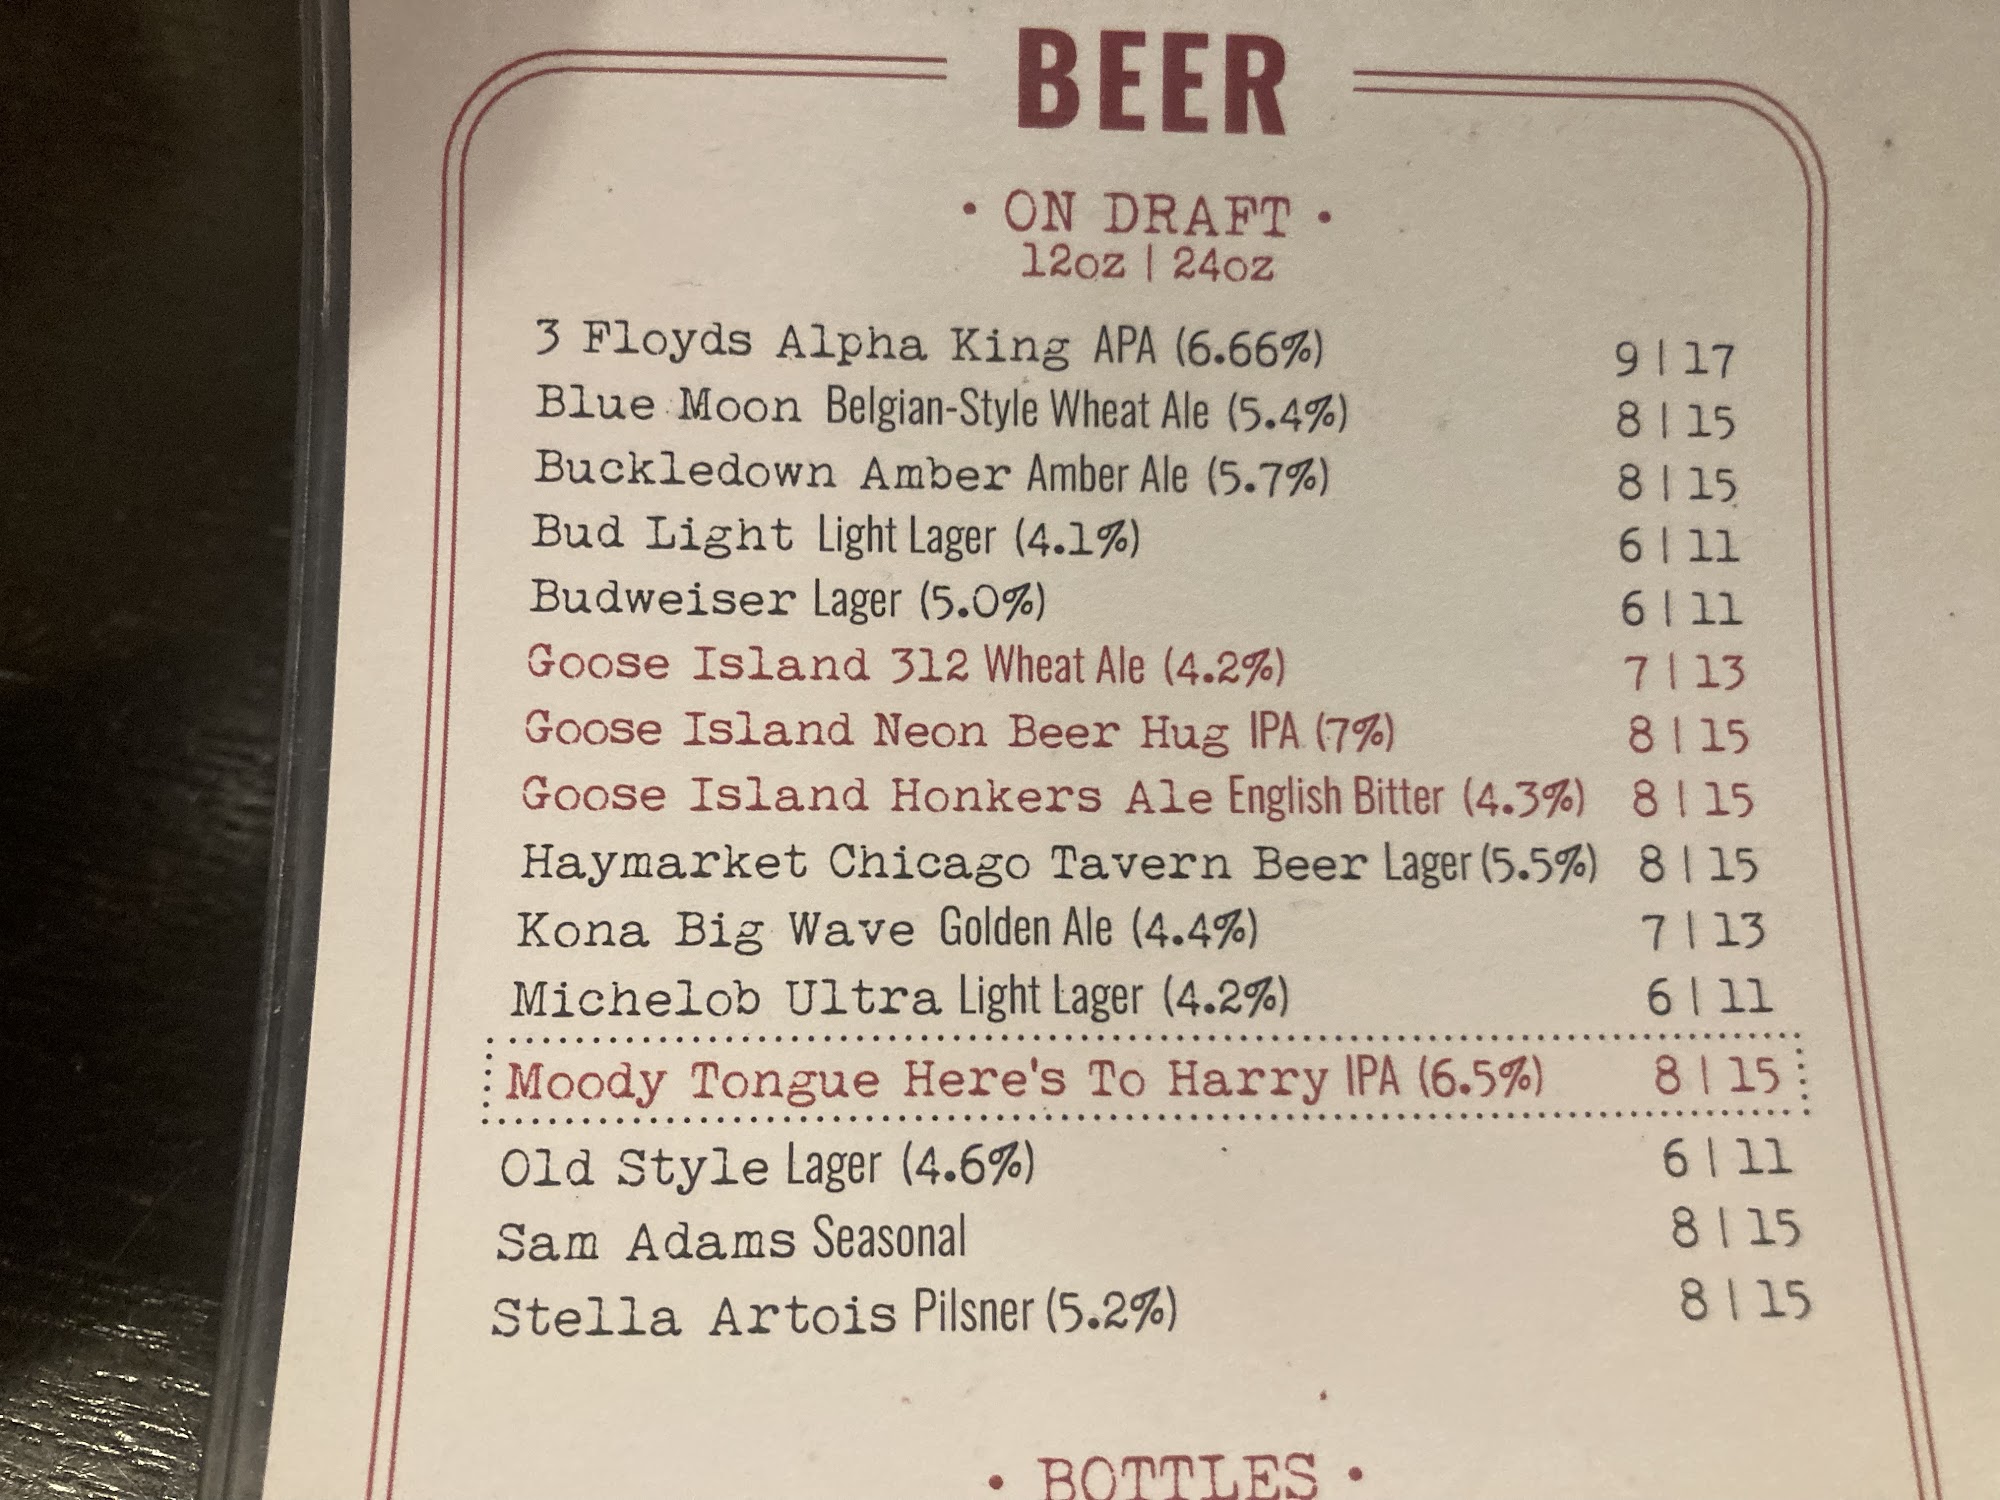 BEER
• ON DRAFT •
12oz | 24oz
3 Floyds Alpha King APA (6.66%) 9 | 17
Blue Moon Belgian-Style Wheat Ale (5.4%) 8 | 15
Buckledown Amber Amber Ale (5.7%) 8 | 15
Bud Light Light Lager (4.1%) 6 | 11
Budweiser Lager (5.0%) 6 | 11
Goose Island 312 Wheat Ale (4.2%) 7 | 13
Goose Island Neon Beer Hug IPA (7%) 8 | 15
Goose Island Honkers Ale English Bitter (4.3%) 8 | 15
Haymarket Chicago Tavern Beer Lager (5.5%) 8 | 15
Kona Big Wave Golden Ale (4.4%) 7 | 13
Michelob Ultra Light Lager (4.2%) 6 | 11
Moody Tongue Here's To Harry IPA (6.5%) 8 | 15
Old Style Lager (4.6%) 6 | 11
Sam Adams Seasonal 8 | 15
Stella Artois Pilsner (5.2%) 8 | 15
• BOTTLES •